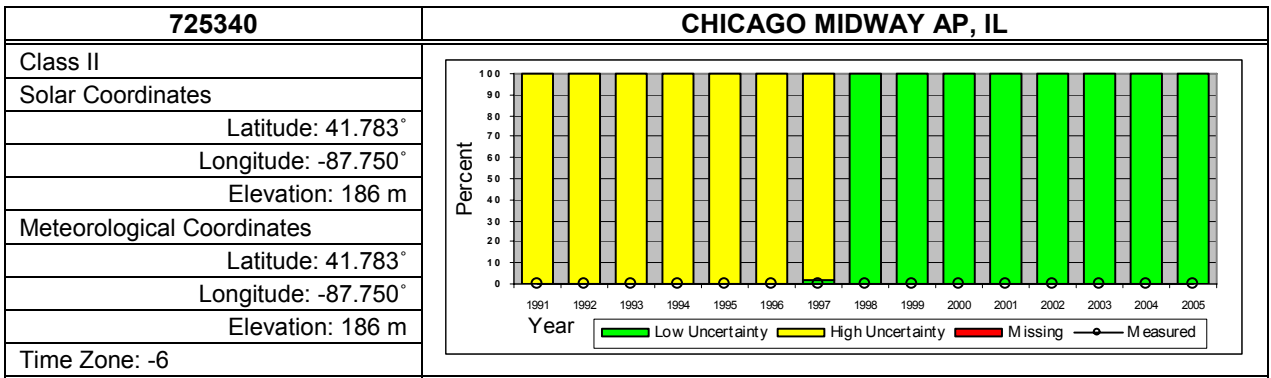 725340
CHICAGO MIDWAY AP, IL
Class II
Solar Coordinates
Latitude: 41.783˚
Longitude: -87.750˚
Elevation: 186 m
Meteorological Coordinates
Latitude: 41.783˚
Longitude: -87.750˚
Elevation: 186 m
Time Zone: -6
Percent
100
90
80
70
60
50
40
30
20
10
0
1991 1992 1993 1994 1995 1996 1997 1998 1999 2000 2001 2002 2003 2004 2005
Year
Low Uncertainty High Uncertainty Missing Measured